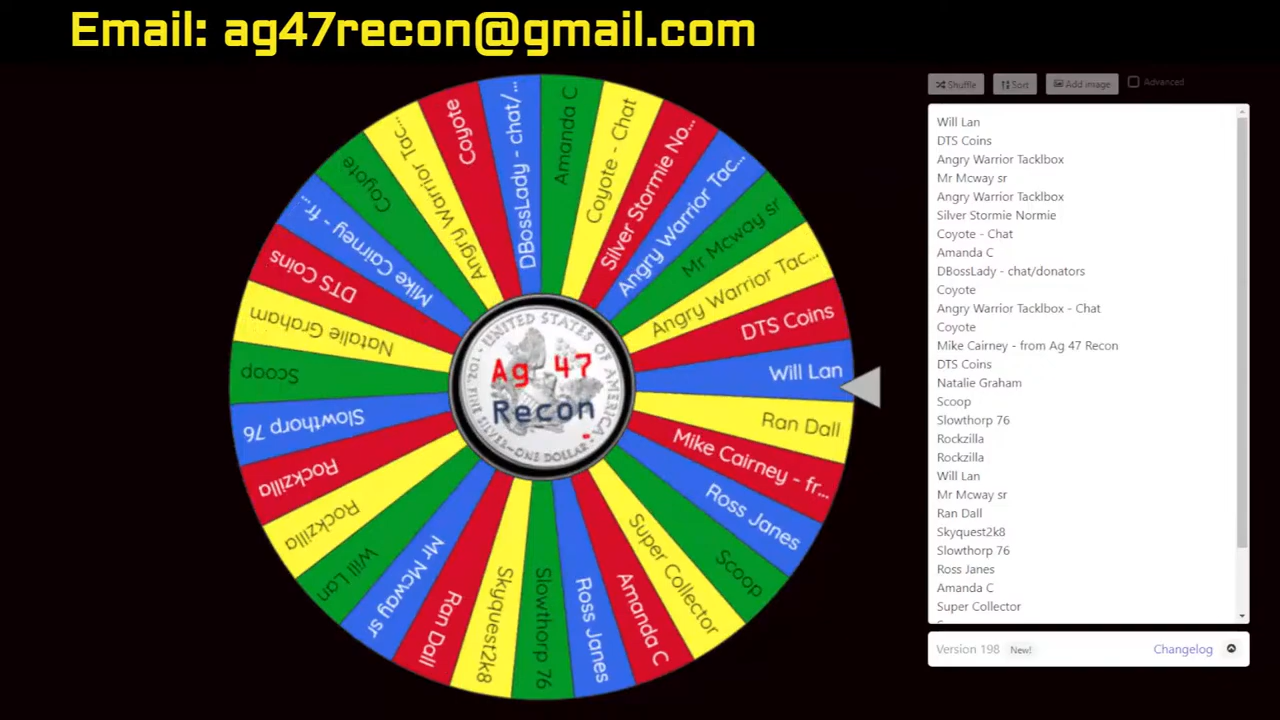 Email: ag47recon@gmail.com
Shuffle
Sort
Add image
Advanced
Will Lan
DTS Coins
Angry Warrior Tacklbox
Mr Mcway sr
Angry Warrior Tacklbox
Silver Stormie Normie
Coyote - Chat
Amanda C
DBossLady - chat/donators
Coyote
Angry Warrior Tacklbox - Chat
Coyote
Mike Cairney - from Ag 47 Recon
DTS Coins
Natalie Graham
Scoop
Slowthorp 76
Rockzilla
Rockzilla
Will Lan
Mr Mcway sr
Ran Dall
Skyquest2k8
Slowthorp 76
Ross Janes
Amanda C
Super Collector
Version 198 New! Changelog
Will Lan
DTS Coins
Angry Warrior Tac...
Mr Mcway sr
Angry Warrior Tac...
Silver Stormie No...
Coyote - Chat
Amanda C
DBossLady - chat/...
Coyote
Angry Warrior Tac...
Coyote
Mike Cairney - fr...
DTS Coins
Natalie Graham
Scoop
Slowthorp 76
Rockzilla
Rockzilla
Will Lan
Mr Mcway sr
Ran Dall
Skyquest2k8
Slowthorp 76
Ross Janes
Amanda C
Super Collector
Scoop
Ross Janes
Mike Cairney - fr...
Ran Dall
UNITED STATES OF AMERICA
Ag 47
Recon
1 OZ. FINE SILVER~ONE DOLLAR